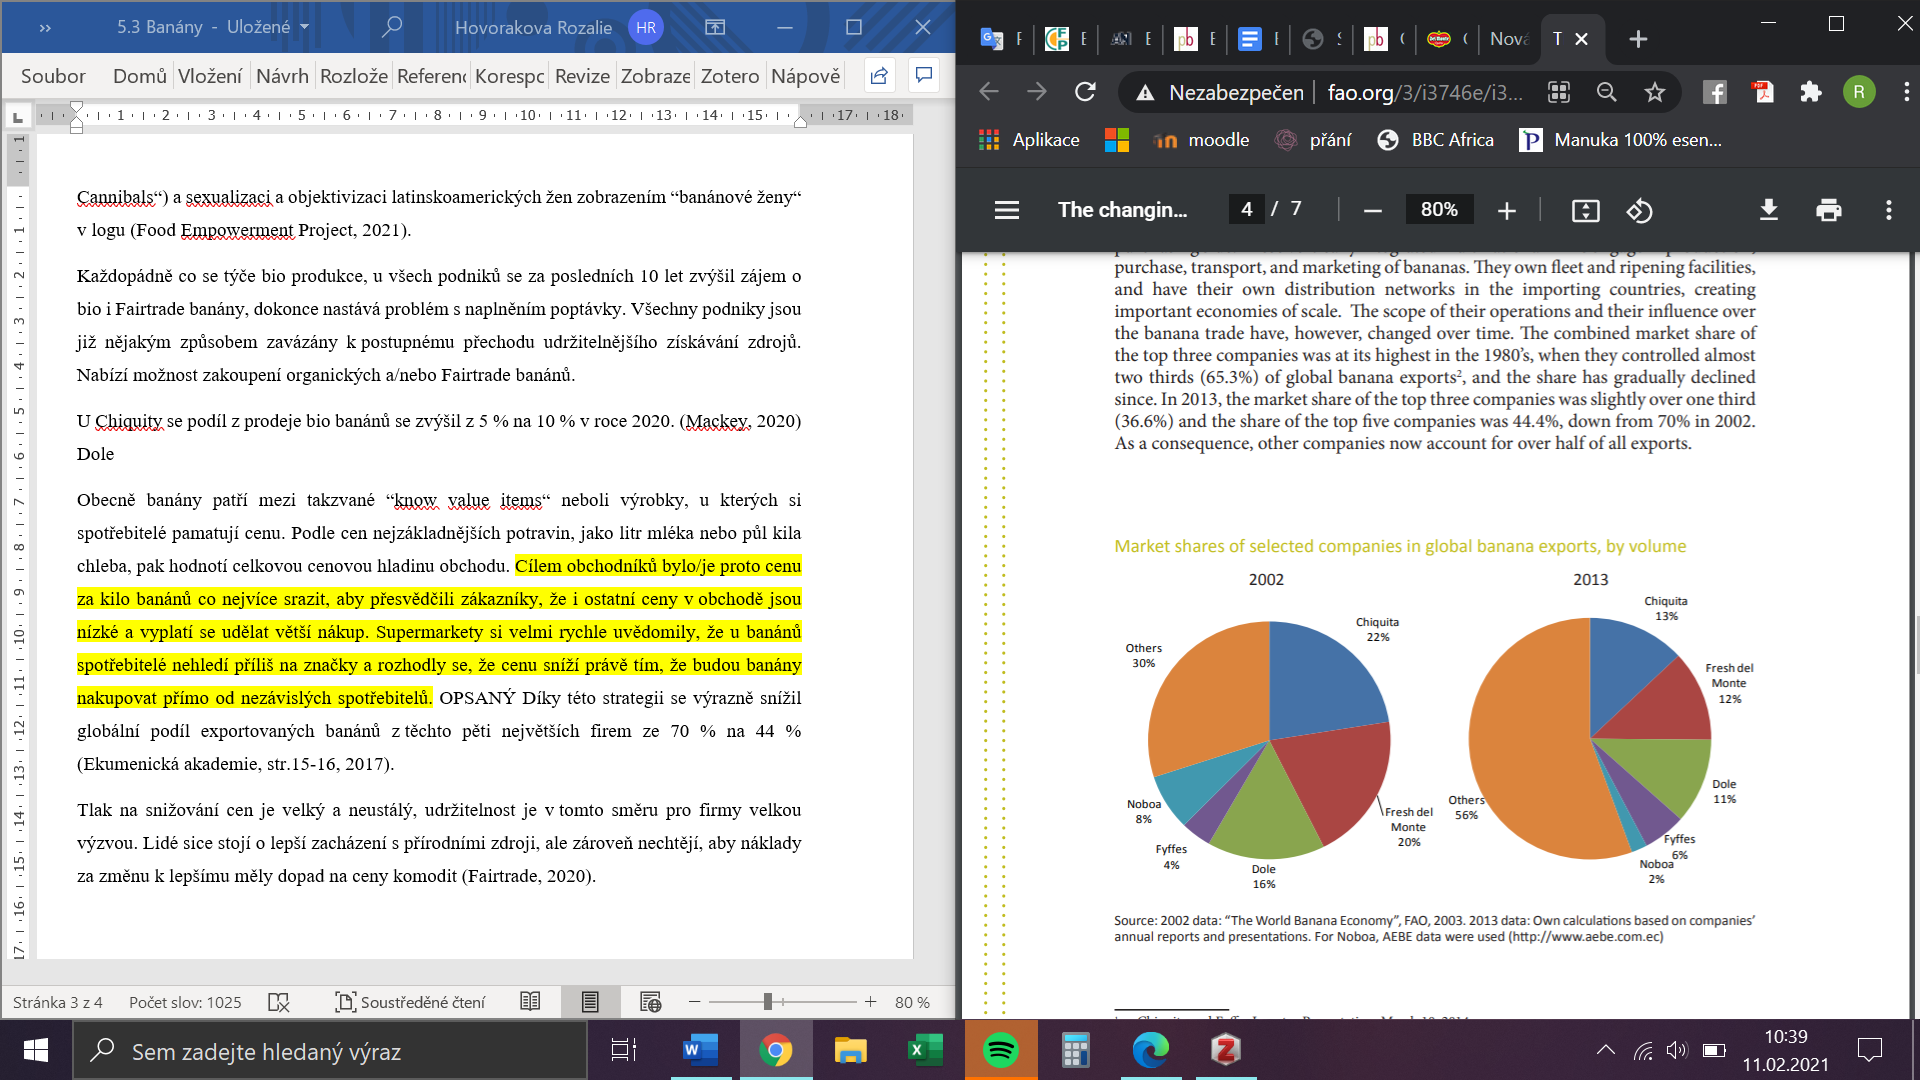 5.3 Banány - Uložené
Hovorakova Rozalie HR
Soubor Domů Vložení Návrh Rozlože Referenc Koresp​c Revize Zobraze Zotero Nápově
1 2 3 4 5 6 7 8 9 10 11 12 13 14 15 17 18
Cannibals“) a sexualizaci a objektivizaci latinskoamerických žen zobrazením “banánové ženy“
v logu (Food Empowerment Project, 2021).
Každopádně co se týče bio produkce, u všech podniků se za posledních 10 let zvýšil zájem o
bio i Fairtrade banány, dokonce nastává problém s naplněním poptávky. Všechny podniky jsou
již nějakým způsobem zavázány k postupnému přechodu udržitelnějšího získávání zdrojů.
Nabízí možnost zakoupení organických a/nebo Fairtrade banánů.
U Chiquity se podíl z prodeje bio banánů se zvýšil z 5 % na 10 % v roce 2020. (Mackey, 2020)
Dole
Obecně banány patří mezi takzvané “know value items“ neboli výrobky, u kterých si
spotřebitelé pamatují cenu. Podle cen nejzákladnějších potravin, jako litr mléka nebo půl kila
chleba, pak hodnotí celkovou cenovou hladinu obchodu. Cílem obchodníků bylo/je proto cenu
za kilo banánů co nejvíce srazit, aby přesvědčili zákazníky, že i ostatní ceny v obchodě jsou
nízké a vyplatí se udělat větší nákup. Supermarkety si velmi rychle uvědomily, že u banánů
spotřebitelé nehledí příliš na značky a rozhodly se, že cenu sníží právě tím, že budou banány
nakupovat přímo od nezávislých spotřebitelů. OPSANÝ Díky této strategii se výrazně snížil
globální podíl exportovaných banánů z těchto pěti největších firem ze 70 % na 44 %
(Ekumenická akademie, str.15-16, 2017).
Tlak na snižování cen je velký a neustálý, udržitelnost je v tomto směru pro firmy velkou
výzvou. Lidé sice stojí o lepší zacházení s přírodními zdroji, ale zároveň nechtějí, aby náklady
za změnu k lepšímu měly dopad na ceny komodit (Fairtrade, 2020).
Stránka 3 z 4 Počet slov: 1025 Soustředěné čtení 80 %
Nová T
Nezabezpečen fao.org/3/i3746e/i3...
R
Aplikace moodle přání BBC Africa Manuka 100% esen...
The changin... 4 / 7 80%
purchase, transport, and marketing of bananas. They own fleet and ripening facilities,
and have their own distribution networks in the importing countries, creating
important economies of scale. The scope of their operations and their influence over
the banana trade have, however, changed over time. The combined market share of
the top three companies was at its highest in the 1980’s, when they controlled almost
two thirds (65.3%) of global banana exports², and the share has gradually declined
since. In 2013, the market share of the top three companies was slightly over one third
(36.6%) and the share of the top five companies was 44.4%, down from 70% in 2002.
As a consequence, other companies now account for over half of all exports.
Market shares of selected companies in global banana exports, by volume
2002
Chiquita
22%
Fresh del
Monte
20%
Dole
16%
Fyffes
4%
Noboa
8%
Others
30%
2013
Chiquita
13%
Fresh del
Monte
12%
Dole
11%
Fyffes
6%
Noboa
2%
Others
56%
Source: 2002 data: “The World Banana Economy”, FAO, 2003. 2013 data: Own calculations based on companies’
annual reports and presentations. For Noboa, AEBE data were used (http://www.aebe.com.ec)
Sem zadejte hledaný výraz
10:39
11.02.2021